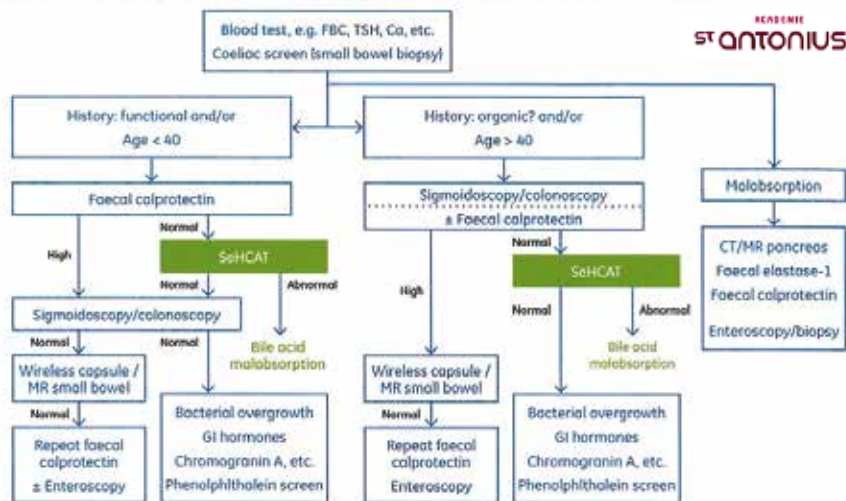 ACADEMIE
ST ANTONIUS
Blood test, e.g. FBC, TSH, Ca, etc.
Coeliac screen (small bowel biopsy)
History: functional and/or
Age < 40
History: organic? and/or
Age > 40
Malabsorption
Faecal calprotectin
Sigmoidoscopy/colonoscopy
± Faecal calprotectin
CT/MR pancreas
Faecal elastase-1
Faecal calprotectin
Enteroscopy/biopsy
High
Normal
SeHCAT
Normal
Abnormal
Sigmoidoscopy/colonoscopy
Bile acid
malabsorption
Normal
Normal
Wireless capsule /
MR small bowel
Normal
Repeat faecal
calprotectin
± Enteroscopy
Bacterial overgrowth
GI hormones
Chromogranin A, etc.
Phenolphlthalein screen
High
Normal
SeHCAT
Normal
Abnormal
Bile acid
malabsorption
Wireless capsule /
MR small bowel
Normal
Repeat faecal
calprotectin
Enteroscopy
Bacterial overgrowth
GI hormones
Chromogranin A, etc.
Phenolphlthalein screen